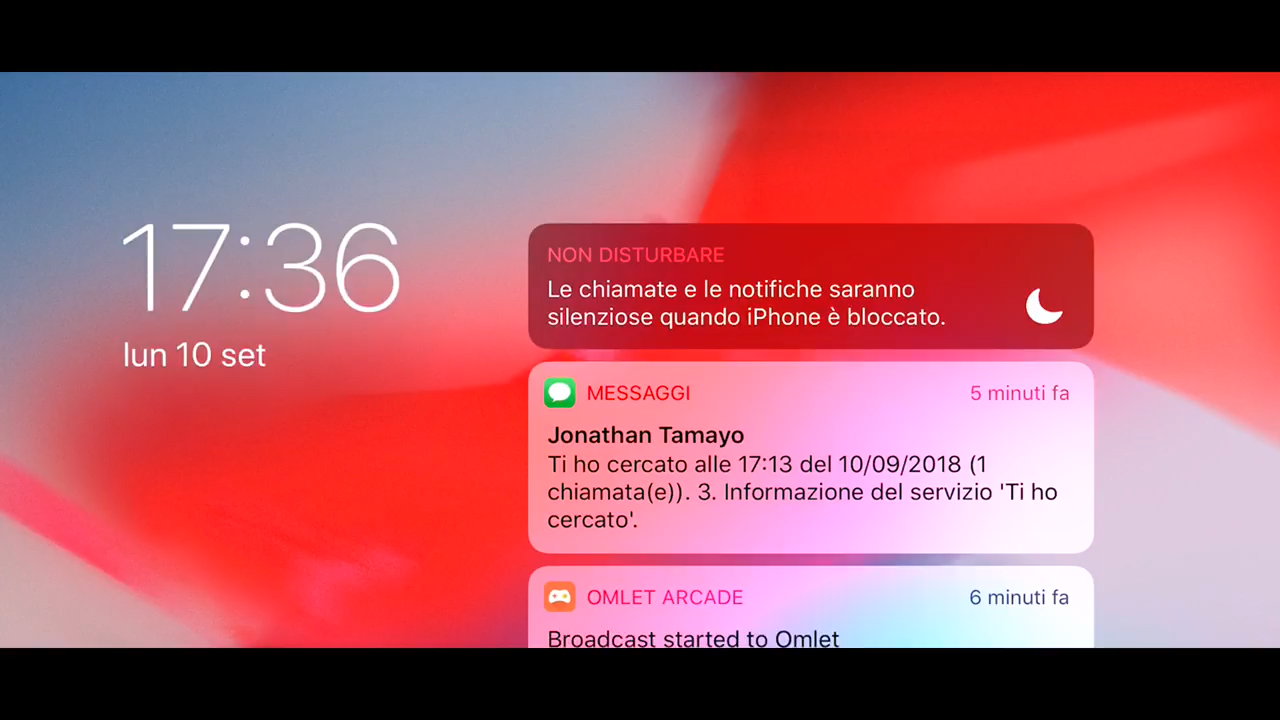 17:36
lun 10 set
NON DISTURBARE
Le chiamate e le notifiche saranno
silenziose quando iPhone è bloccato.
MESSAGGI
5 minuti fa
Jonathan Tamayo
Ti ho cercato alle 17:13 del 10/09/2018 (1
chiamata(e)). 3. Informazione del servizio 'Ti ho
cercato'.
OMLET ARCADE
6 minuti fa
Broadcast started to Omlet